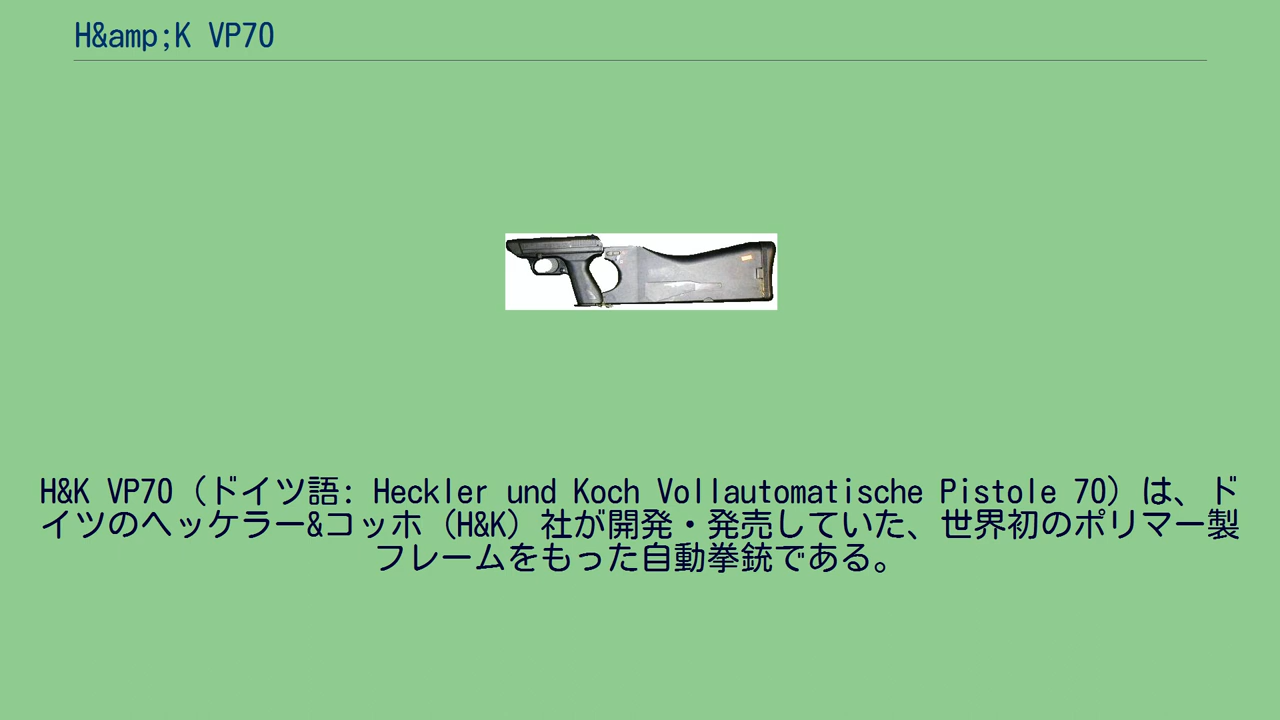 H&amp;K VP70
H&K VP70（ドイツ語: Heckler und Koch Vollautomatische Pistole 70）は、ド
イツのヘッケラー&コッホ（H&K）社が開発・発売していた、世界初のポリマー製
フレームをもった自動拳銃である。